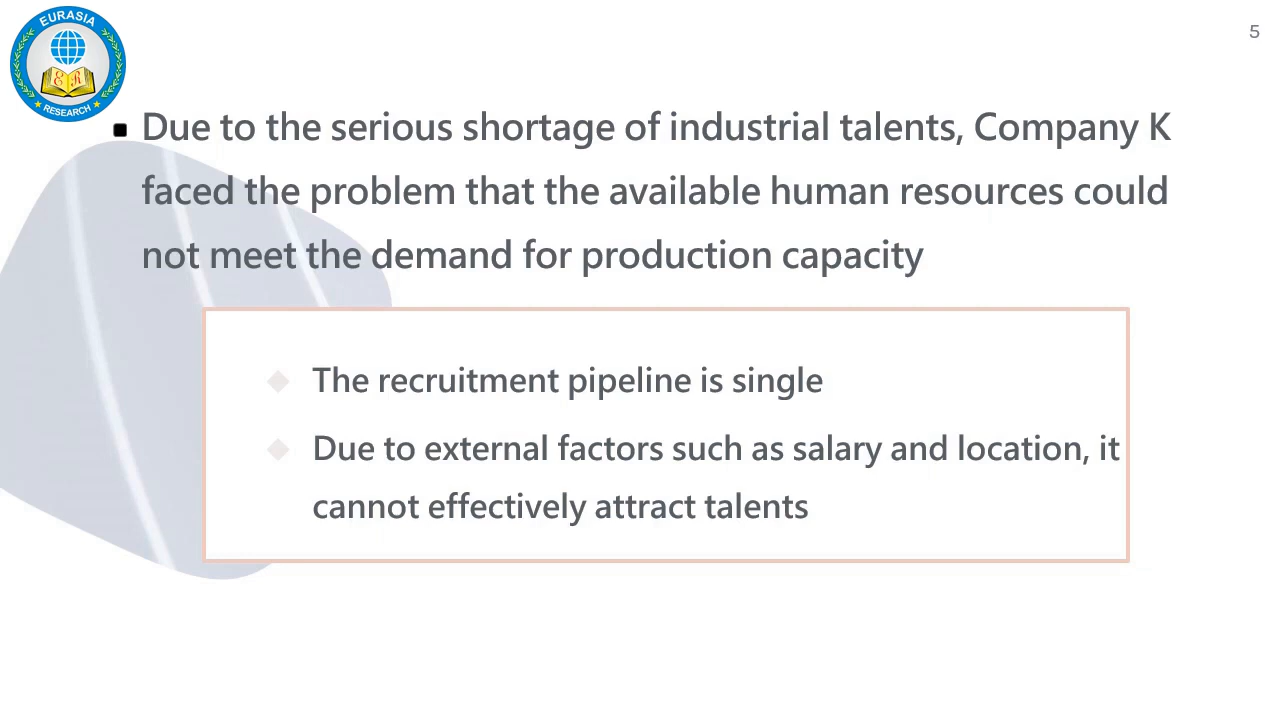 EURASIA
E R
RESEARCH
5
Due to the serious shortage of industrial talents, Company K
faced the problem that the available human resources could
not meet the demand for production capacity
The recruitment pipeline is single
Due to external factors such as salary and location, it
cannot effectively attract talents